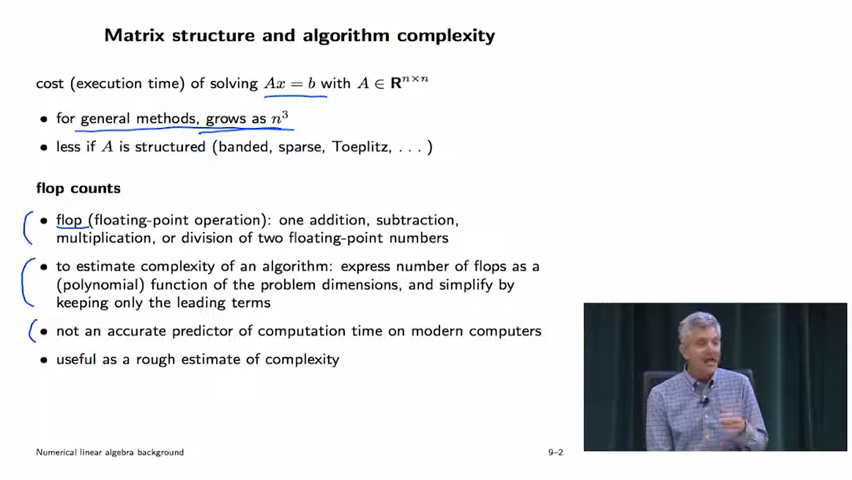 Matrix structure and algorithm complexity
cost (execution time) of solving Ax = b with A ∈ Rⁿˣⁿ
• for general methods, grows as n³
• less if A is structured (banded, sparse, Toeplitz, . . . )
flop counts
• flop (floating-point operation): one addition, subtraction,
multiplication, or division of two floating-point numbers
• to estimate complexity of an algorithm: express number of flops as a
(polynomial) function of the problem dimensions, and simplify by
keeping only the leading terms
• not an accurate predictor of computation time on modern computers
• useful as a rough estimate of complexity
Numerical linear algebra background
9–2